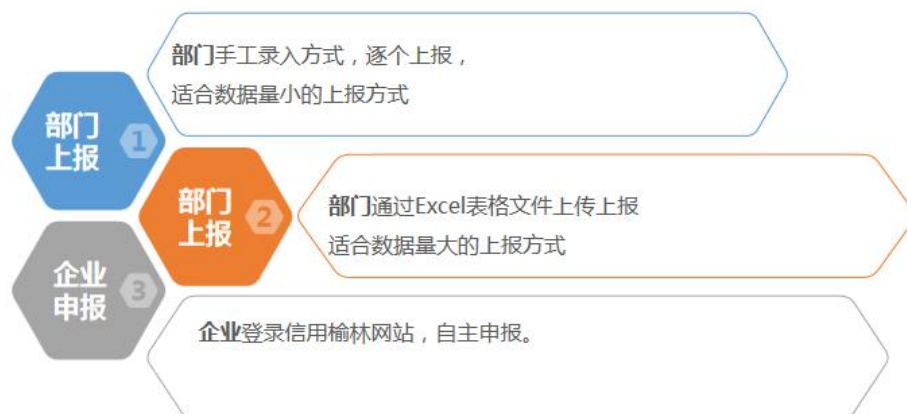 部门手工录入方式，逐个上报，
适合数据量小的上报方式
部门
上报
1
部门
上报
2
部门通过Excel表格文件上传上报
适合数据量大的上报方式
企业
申报
3
企业登录信用榆林网站，自主申报。